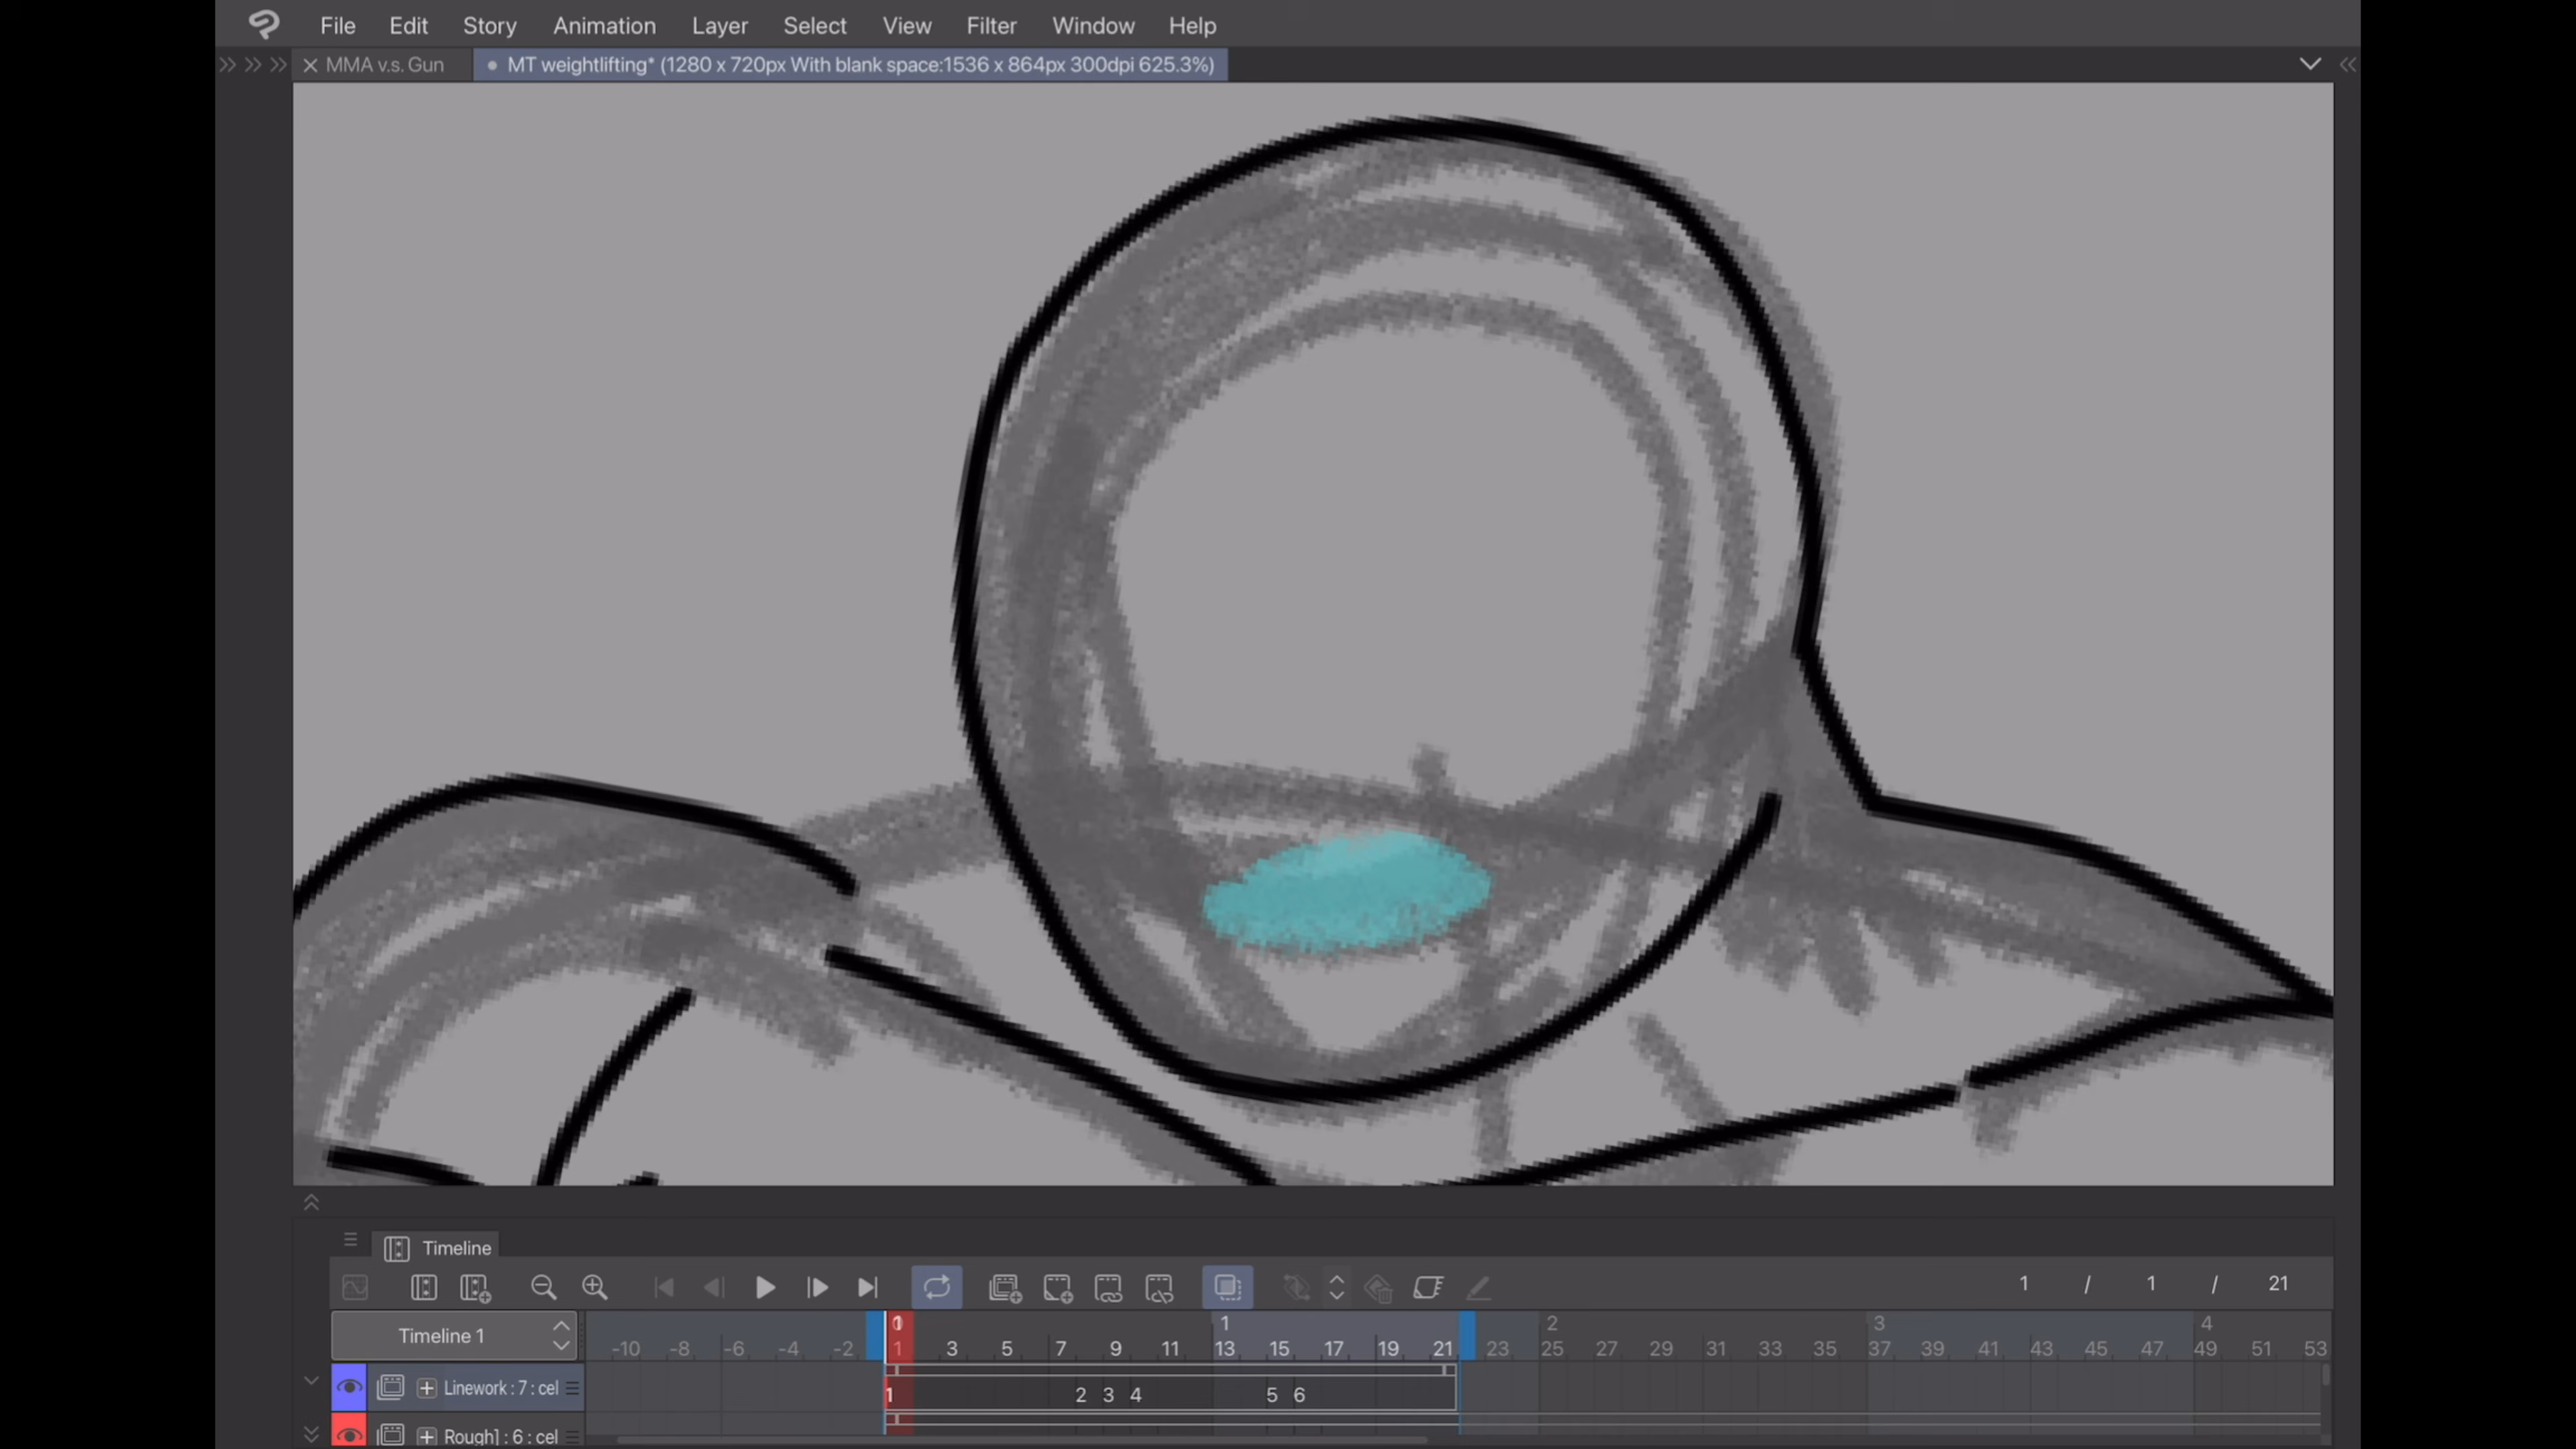 File Edit Story Animation Layer Select View Filter Window Help
MMA v.s. Gun
MT weightlifting* (1280 x 720px With blank space:1536 x 864px 300dpi 625.3%)
Timeline
1 / 1 / 21
Timeline 1
0 1 2 3 4
-10 -8 -6 -4 -2 1 3 5 7 9 11 13 15 17 19 21 23 25 27 29 31 33 35 37 39 41 43 45 47 49 51 53
Linework : 7 : cel
1 2 3 4 5 6
Rough] : 6 : cel